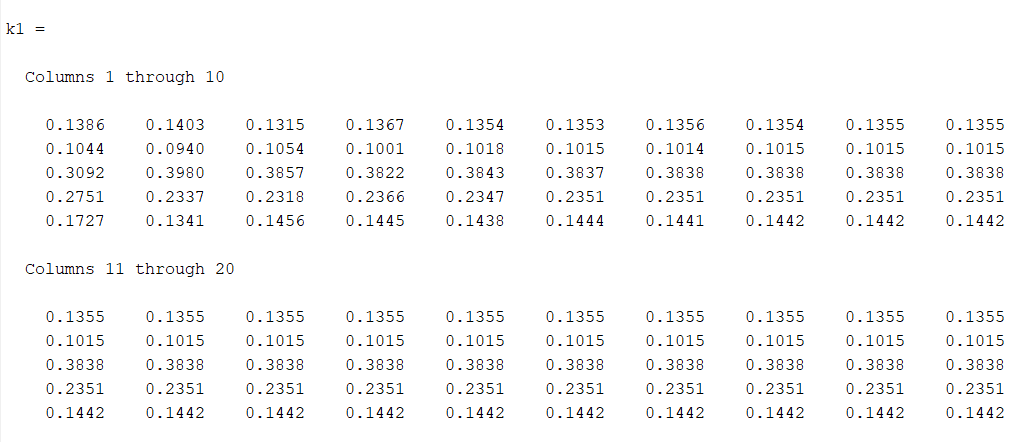 k1 =
Columns 1 through 10
0.1386 0.1403 0.1315 0.1367 0.1354 0.1353 0.1356 0.1354 0.1355 0.1355
0.1044 0.0940 0.1054 0.1001 0.1018 0.1015 0.1014 0.1015 0.1015 0.1015
0.3092 0.3980 0.3857 0.3822 0.3843 0.3837 0.3838 0.3838 0.3838 0.3838
0.2751 0.2337 0.2318 0.2366 0.2347 0.2351 0.2351 0.2351 0.2351 0.2351
0.1727 0.1341 0.1456 0.1445 0.1438 0.1444 0.1441 0.1442 0.1442 0.1442
Columns 11 through 20
0.1355 0.1355 0.1355 0.1355 0.1355 0.1355 0.1355 0.1355 0.1355 0.1355
0.1015 0.1015 0.1015 0.1015 0.1015 0.1015 0.1015 0.1015 0.1015 0.1015
0.3838 0.3838 0.3838 0.3838 0.3838 0.3838 0.3838 0.3838 0.3838 0.3838
0.2351 0.2351 0.2351 0.2351 0.2351 0.2351 0.2351 0.2351 0.2351 0.2351
0.1442 0.1442 0.1442 0.1442 0.1442 0.1442 0.1442 0.1442 0.1442 0.1442